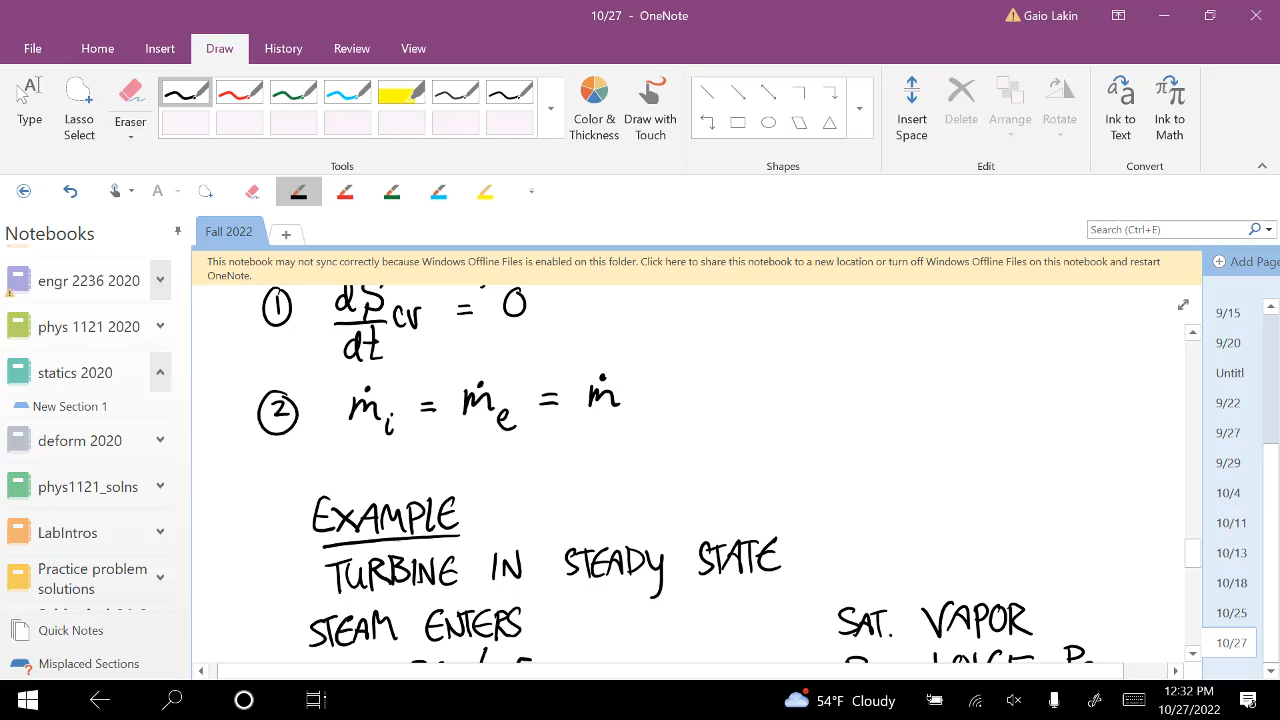 10/27 - OneNote
Gaio Lakin
File Home Insert Draw History Review View
Type
Lasso Select
Eraser
Color & Thickness
Draw with Touch
Insert Space
Delete
Arrange
Rotate
Ink to Text
Ink to Math
Tools
Shapes
Edit
Convert
Notebooks
Fall 2022
Search (Ctrl+E)
This notebook may not sync correctly because Windows Offline Files is enabled on this folder. Click here to share this notebook to a new location or turn off Windows Offline Files on this notebook and restart
OneNote.
Add Page
engr 2236 2020
phys 1121 2020
statics 2020
New Section 1
deform 2020
phys1121_solns
LabIntros
Practice problem
solutions
Quick Notes
Misplaced Sections
① dS/dt cv = 0
② ṁi = ṁe = ṁ
EXAMPLE
TURBINE IN STEADY STATE
STEAM ENTERS
SAT. VAPOR
9/15
9/20
Untitl
9/22
9/27
9/29
10/4
10/11
10/13
10/18
10/25
10/27
54°F Cloudy
12:32 PM
10/27/2022